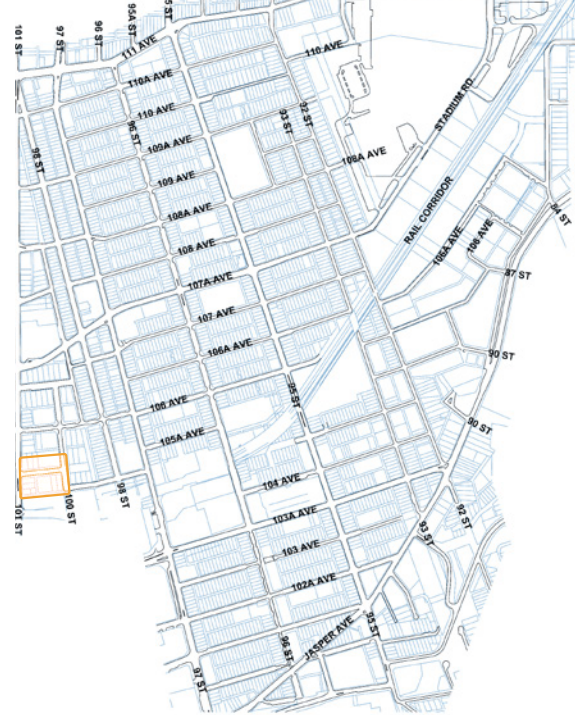 101 ST
97 ST
96 ST
95A ST
95 ST
111 AVE
110 AVE
110A AVE
110 AVE
96 ST
109A AVE
93 ST
92 ST
STADIUM RD
98 ST
109 AVE
108A AVE
108A AVE
RAIL CORRIDOR
108 AVE
106A AVE
106 AVE
84 ST
107A AVE
87 ST
107 AVE
106A AVE
90 ST
106 AVE
95 ST
90 ST
105A AVE
104 AVE
98 ST
101 ST
100 ST
103A AVE
92 ST
93 ST
103 AVE
102A AVE
JASPER AVE
95 ST
96 ST
97 ST